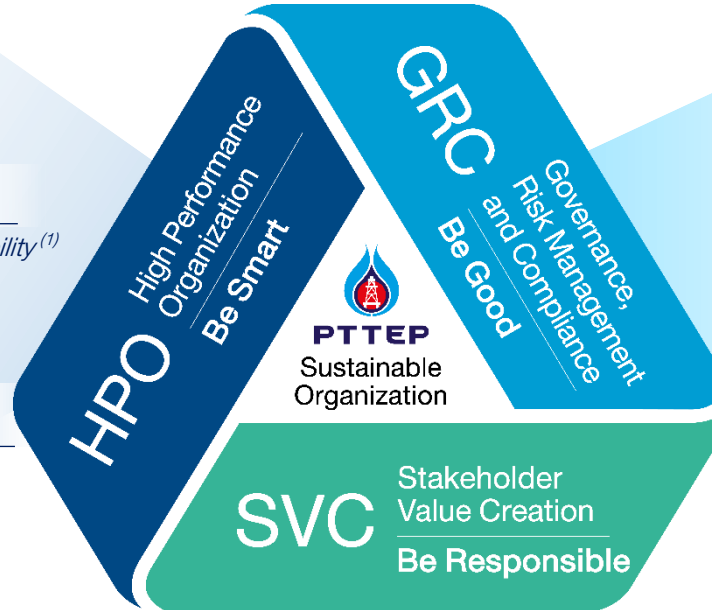 HPO
High Performance
Organization
Be Smart
GRC
Governance,
Risk Management
and Compliance
Be Good
PTTEP
Sustainable
Organization
SVC
Stakeholder
Value Creation
Be Responsible
ility (1)